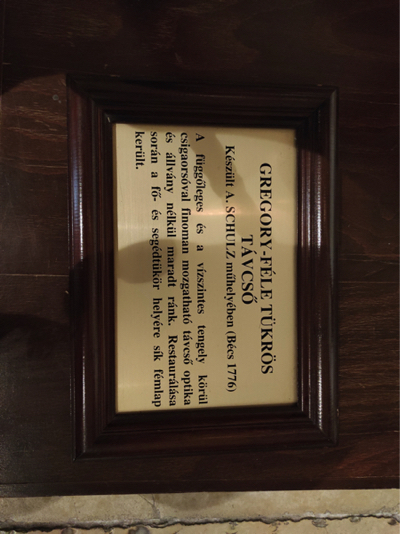 GREGORY-FÉLE TÜKRÖS
TÁVCSŐ
Készült A. SCHULZ műhelyében (Bécs 1776)
A függőleges és a vízszintes tengely körül
csigaorsóval finoman mozgatható távcső optika
és állvány nélkül maradt ránk. Restaurálása
során a fő- és segédtükör helyére sík fémlap
került.